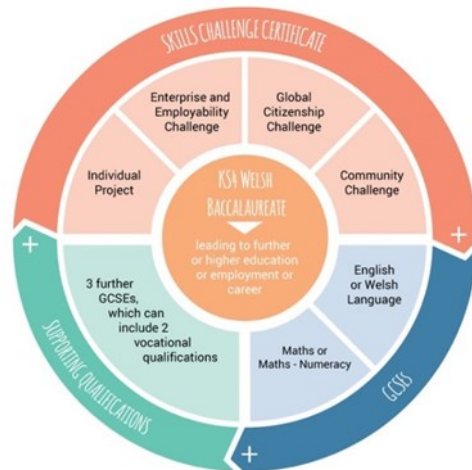 SKILLS CHALLENGE CERTIFICATE
Enterprise and
Employability
Challenge
Global
Citizenship
Challenge
Individual
Project
Community
Challenge
KS4 WELSH
BACCALAUREATE
leading to further
or higher education
or employment or
career
English
or Welsh
Language
3 further
GCSEs,
which can
include 2
vocational
qualifications
Maths or
Maths - Numeracy
SUPPORTING QUALIFICATIONS
GCSEs
+
+
+